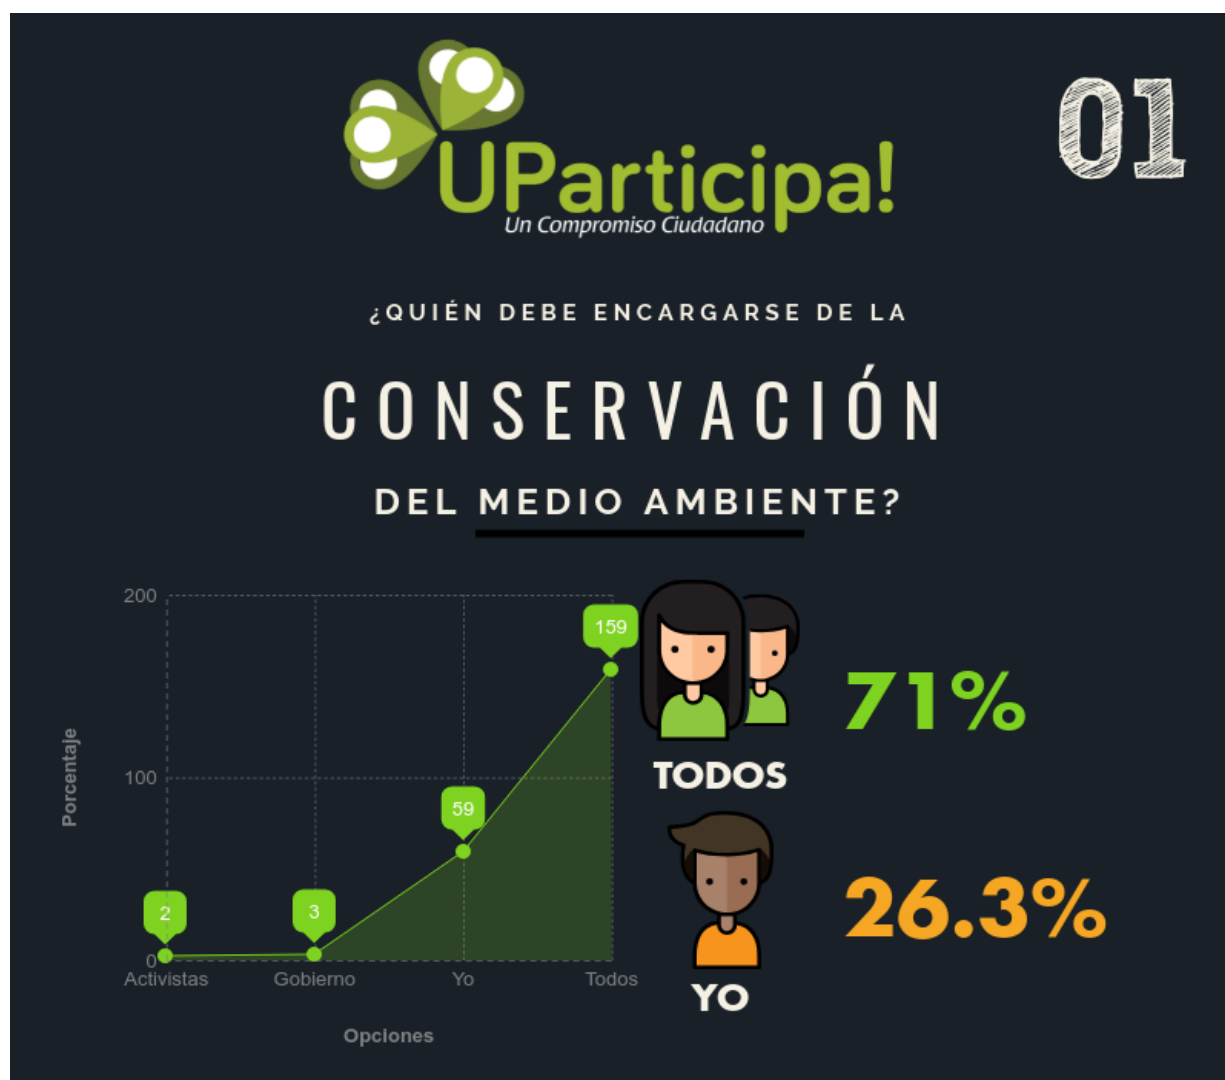 01
UParticipa!
Un Compromiso Ciudadano
¿QUIÉN DEBE ENCARGARSE DE LA
CONSERVACIÓN
DEL MEDIO AMBIENTE?
200
159
71%
Porcentaje
100
TODOS
59
26.3%
2
3
0
Activistas
Gobierno
Yo
Todos
YO
Opciones